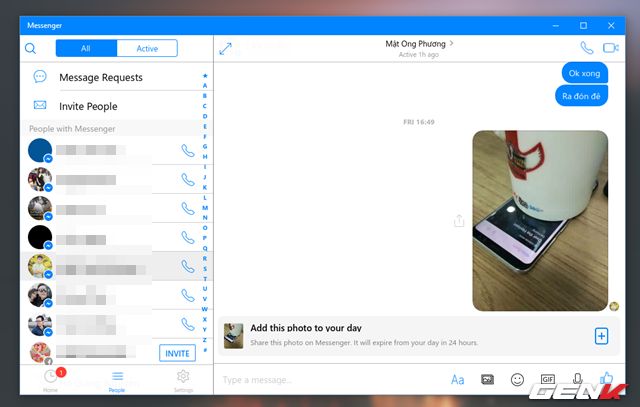 Messenger
All
Active
Message Requests
Invite People
People with Messenger
★
A
B
C
D
E
F
G
H
I
J
K
L
M
N
O
P
Q
R
S
T
U
V
W
X
Y
Z
#
INVITE
1
Home
People
Settings
Mật Ong Phương
Active 1h ago
Ok xong
Ra đón đê
FRI 16:49
Add this photo to your day
Share this photo on Messenger. It will expire from your day in 24 hours.
Type a message...
Aa
GIF
GENK